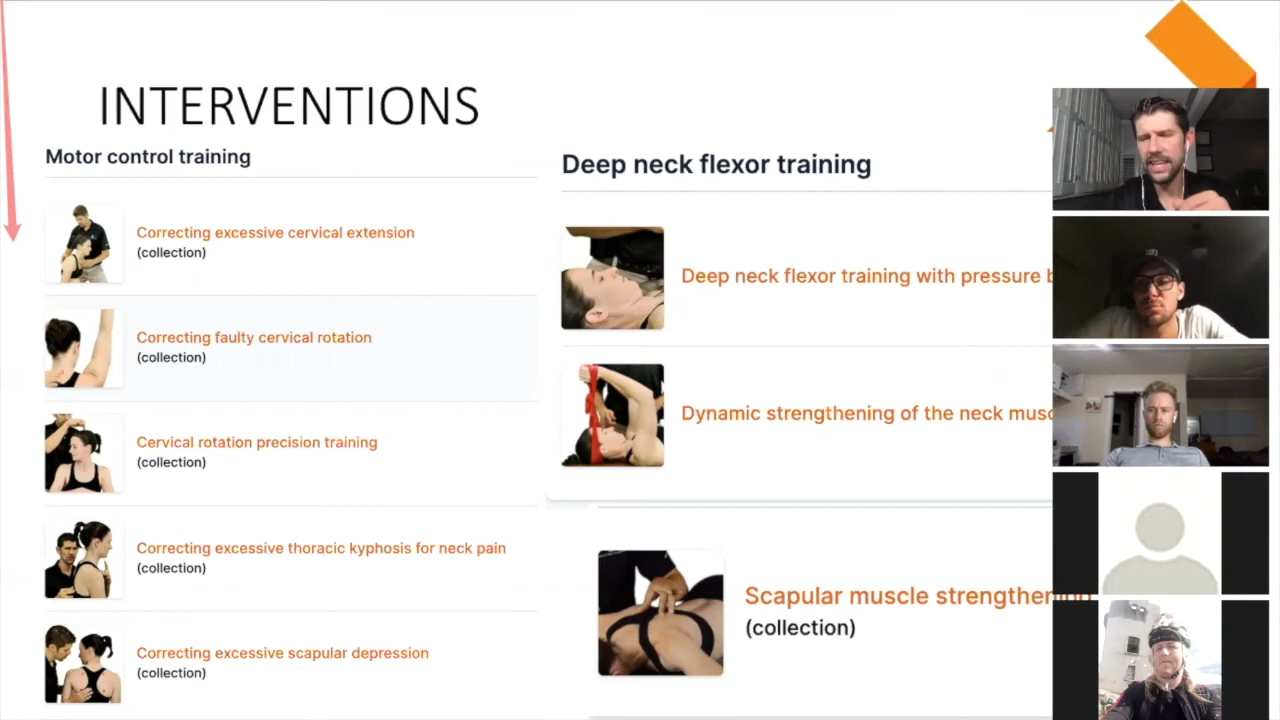 INTERVENTIONS
Motor control training
Correcting excessive cervical extension
(collection)
Correcting faulty cervical rotation
(collection)
Cervical rotation precision training
(collection)
Correcting excessive thoracic kyphosis for neck pain
(collection)
Correcting excessive scapular depression
(collection)
Deep neck flexor training
Deep neck flexor training with pressure
Dynamic strengthening of the neck
Scapular muscle strengthening
(collection)